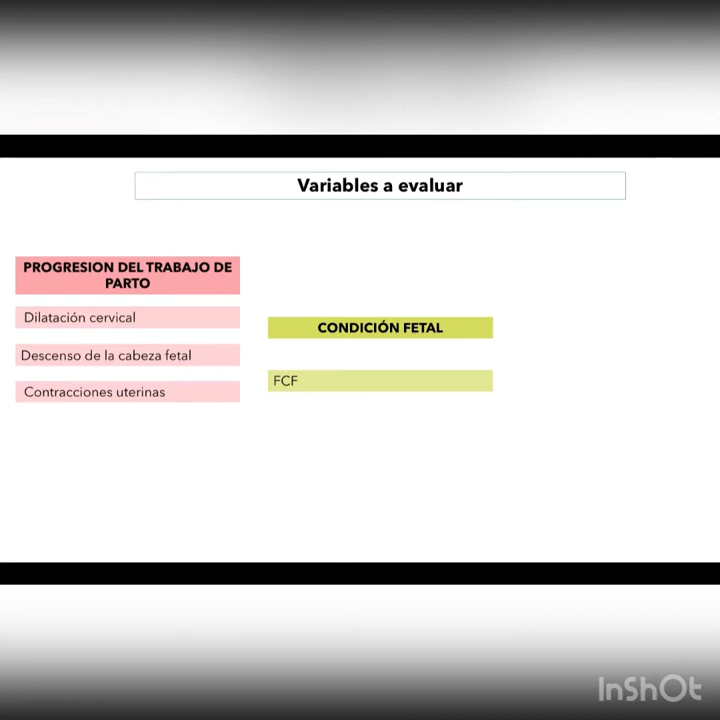 Variables a evaluar
PROGRESION DEL TRABAJO DE
PARTO
Dilatación cervical
Descenso de la cabeza fetal
Contracciones uterinas
CONDICIÓN FETAL
FCF
InShOt